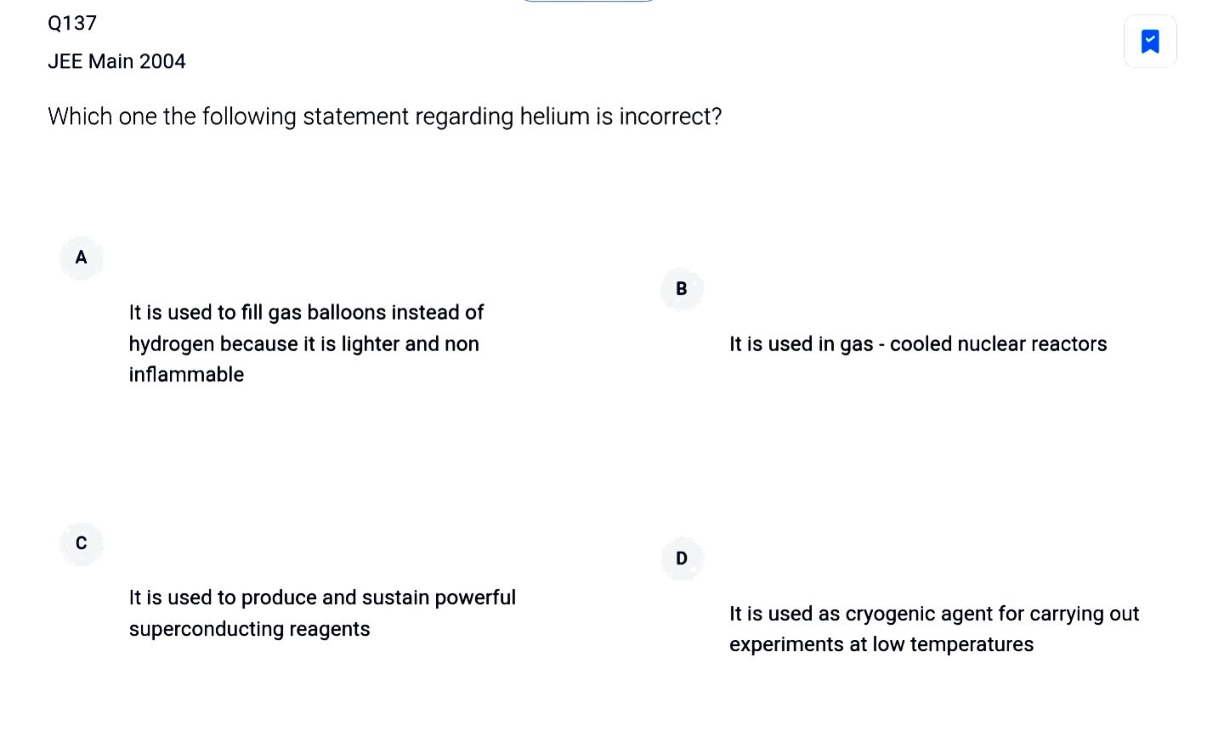 Q137
JEE Main 2004
Which one the following statement regarding helium is incorrect?
A
It is used to fill gas balloons instead of
hydrogen because it is lighter and non
inflammable
B
It is used in gas - cooled nuclear reactors
C
It is used to produce and sustain powerful
superconducting reagents
D
It is used as cryogenic agent for carrying out
experiments at low temperatures